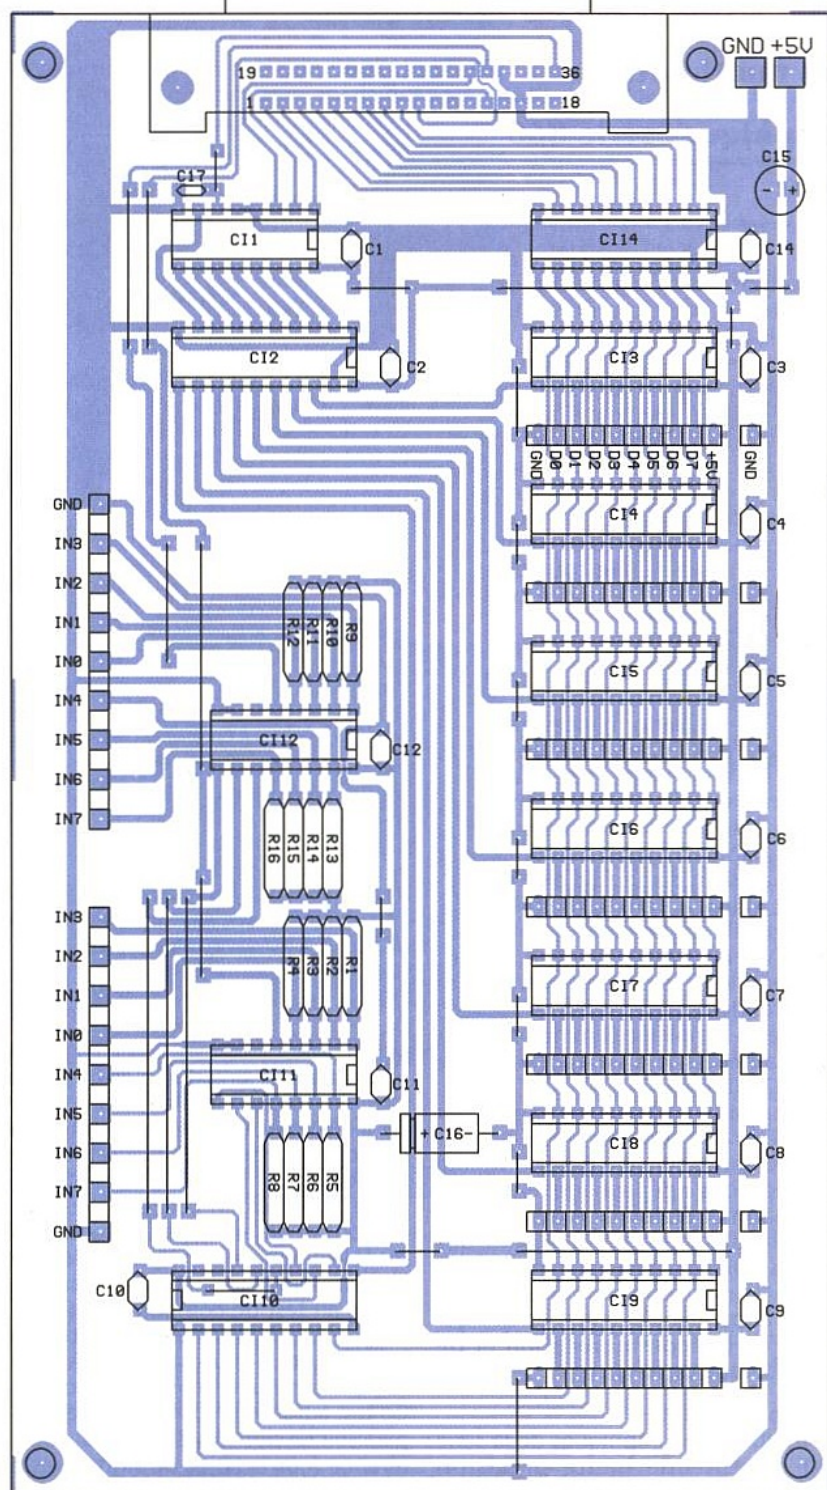 GND +5V
19 36
1 18
C15
C17
CI1
C1
CI14
C14
CI2
C2
CI3
C3
GND D0 D1 D2 D3 D4 D5 D6 D7 +5V GND
CI4
C4
GND
IN3
IN2
IN1
IN0
IN4
IN5
IN6
IN7
R12 R11 R10 R9
CI5
C5
CI12
C12
R16 R15 R14 R13
CI6
C6
IN3
IN2
IN1
IN0
IN4
IN5
IN6
IN7
GND
R4 R3 R2 R1
CI7
C7
CI11
C11
+ C16 -
R8 R7 R6 R5
CI8
C8
C10
CI10
CI9
C9
- +